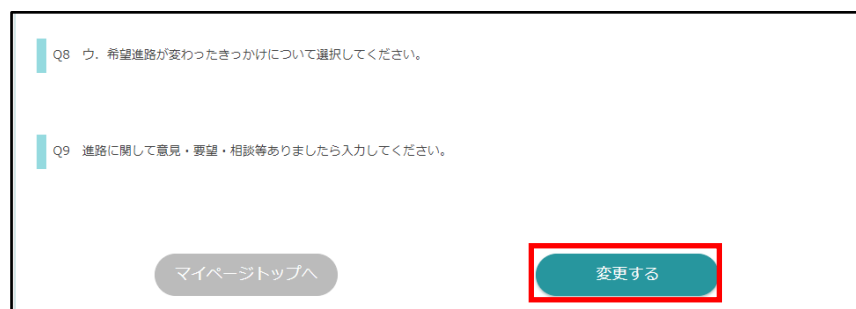 Q8 ウ．希望進路が変わったきっかけについて選択してください。
Q9 進路に関して意見・要望・相談等ありましたら入力してください。
マイページトップへ
変更する